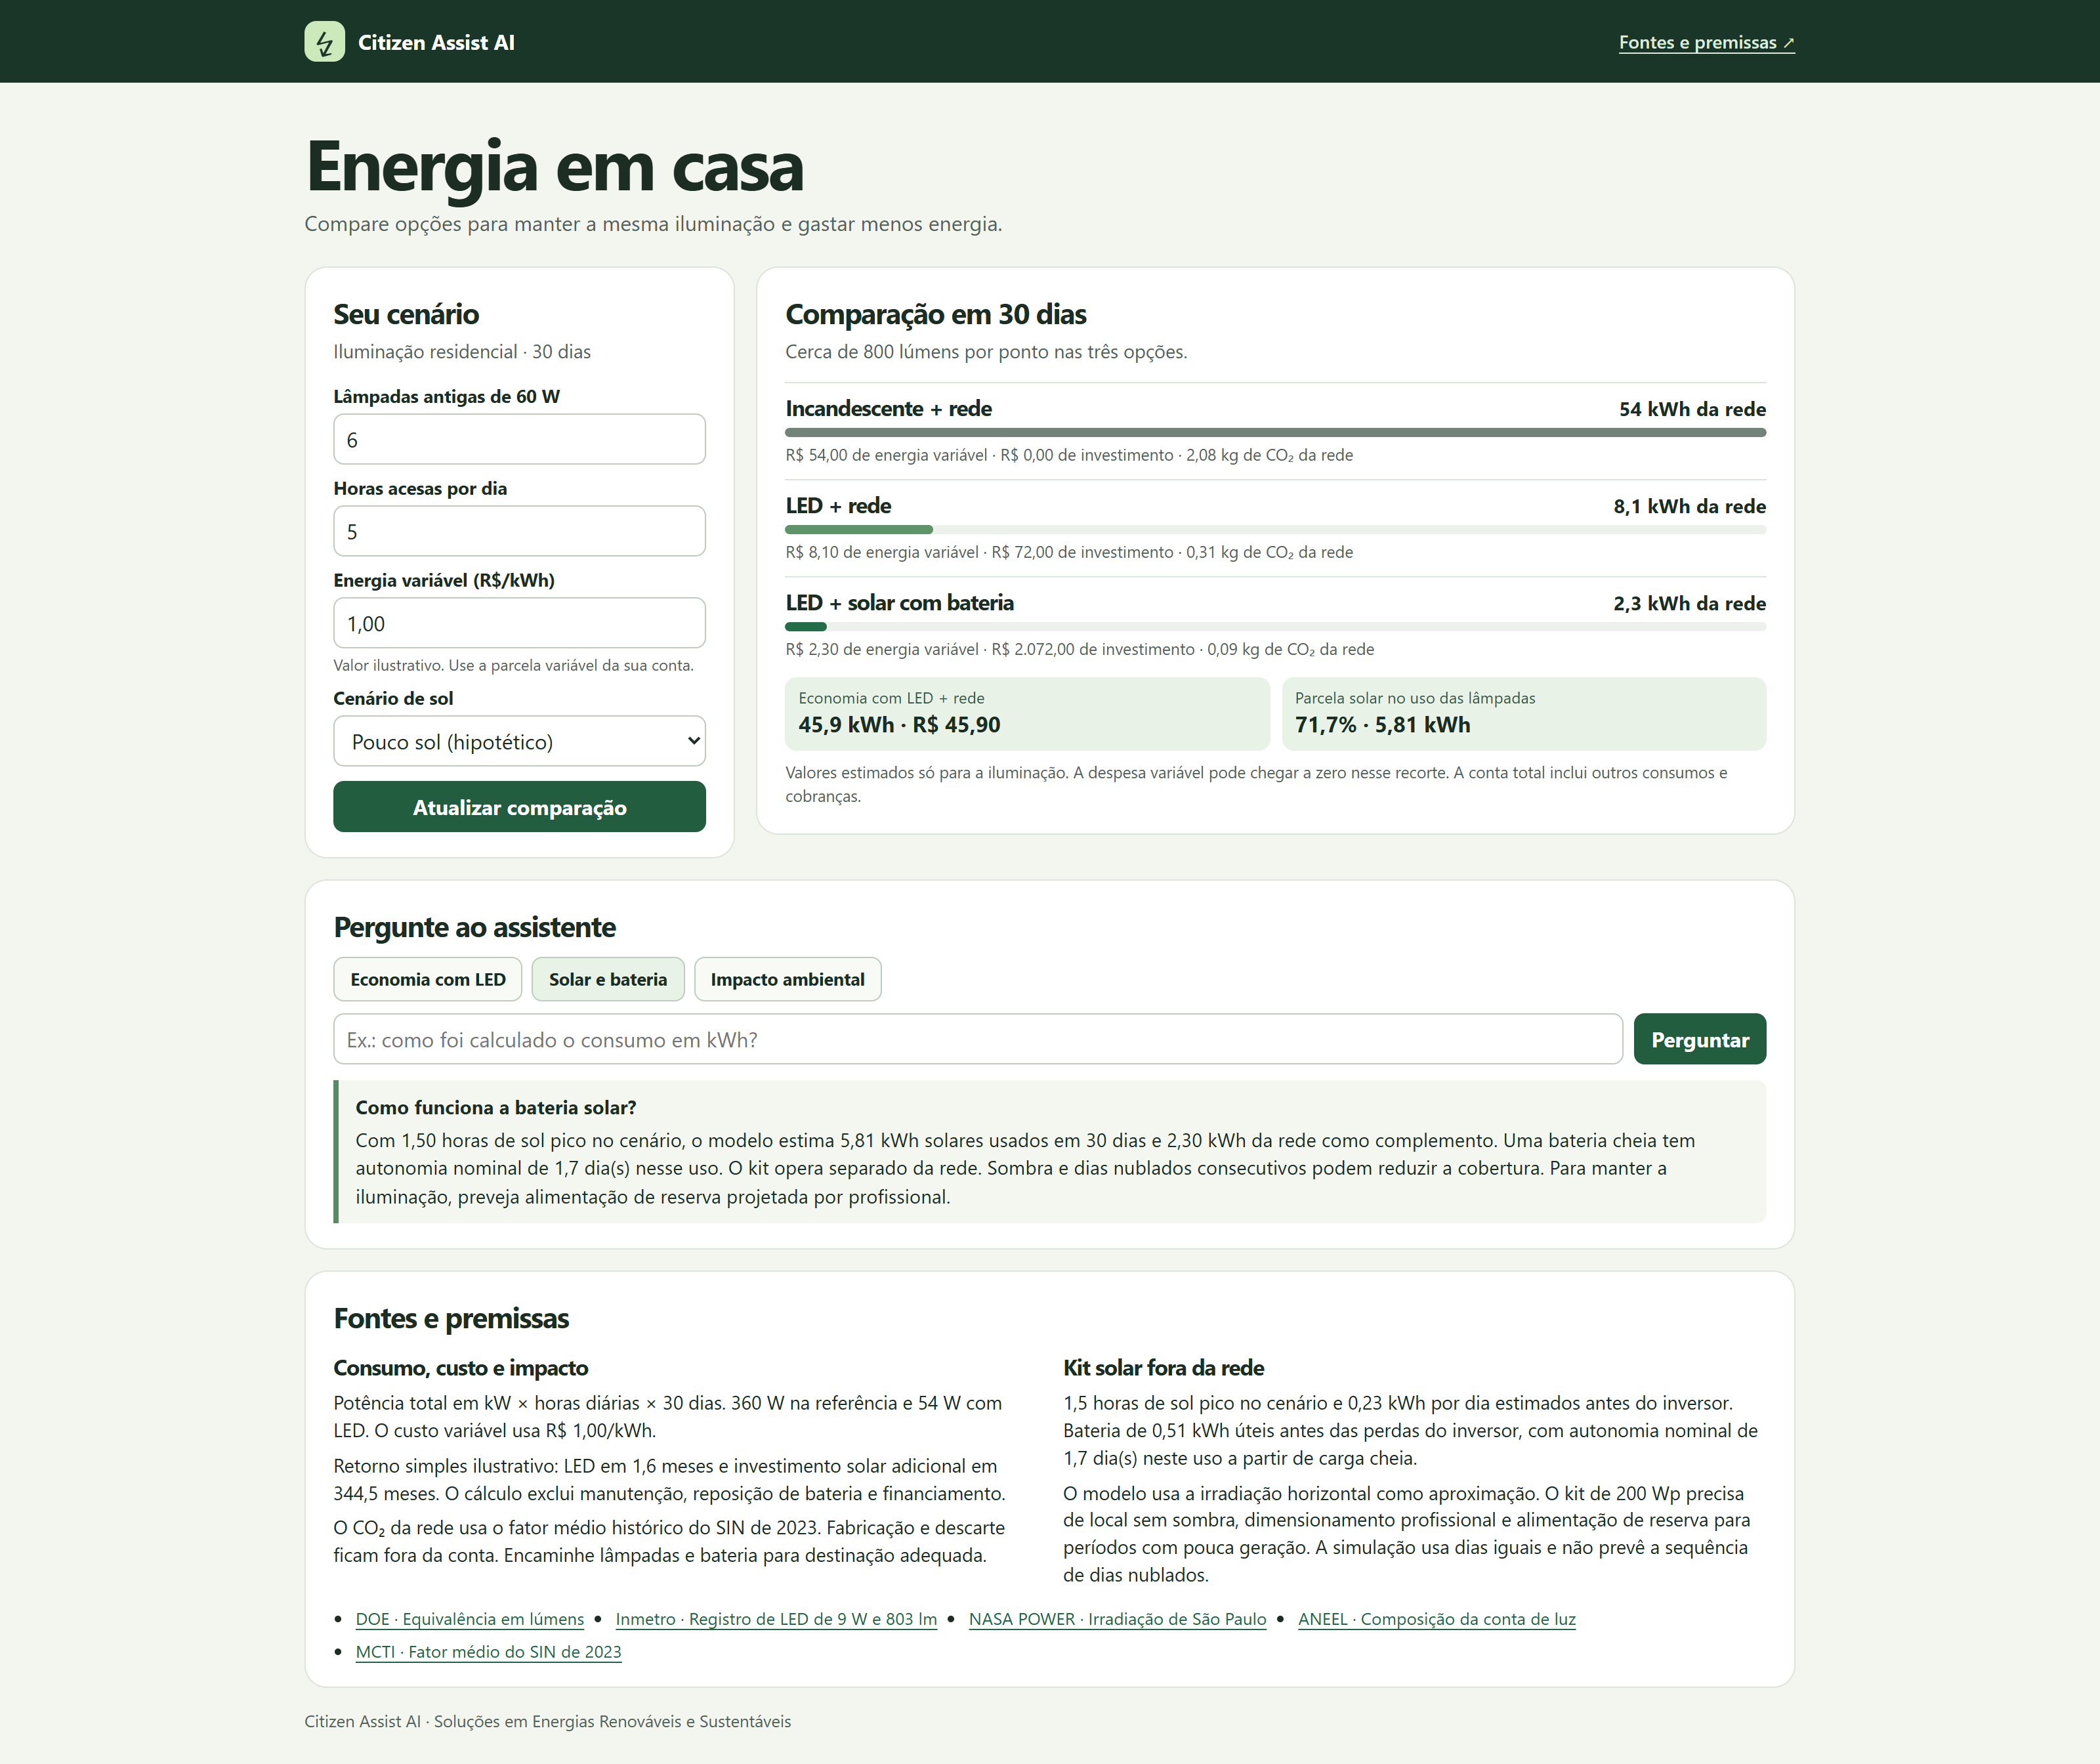 Citizen Assist AI
Fontes e premissas ↗
Energia em casa
Compare opções para manter a mesma iluminação e gastar menos energia.
Seu cenário
Iluminação residencial · 30 dias
Lâmpadas antigas de 60 W
6
Horas acesas por dia
5
Energia variável (R$/kWh)
1,00
Valor ilustrativo. Use a parcela variável da sua conta.
Cenário de sol
Pouco sol (hipotético)
Atualizar comparação
Comparação em 30 dias
Cerca de 800 lúmens por ponto nas três opções.
Incandescente + rede
54 kWh da rede
R$ 54,00 de energia variável · R$ 0,00 de investimento · 2,08 kg de CO₂ da rede
LED + rede
8,1 kWh da rede
R$ 8,10 de energia variável · R$ 72,00 de investimento · 0,31 kg de CO₂ da rede
LED + solar com bateria
2,3 kWh da rede
R$ 2,30 de energia variável · R$ 2.072,00 de investimento · 0,09 kg de CO₂ da rede
Economia com LED + rede
45,9 kWh · R$ 45,90
Parcela solar no uso das lâmpadas
71,7% · 5,81 kWh
Valores estimados só para a iluminação. A despesa variável pode chegar a zero nesse recorte. A conta total inclui outros consumos e
cobranças.
Pergunte ao assistente
Economia com LED
Solar e bateria
Impacto ambiental
Ex.: como foi calculado o consumo em kWh?
Perguntar
Como funciona a bateria solar?
Com 1,50 horas de sol pico no cenário, o modelo estima 5,81 kWh solares usados em 30 dias e 2,30 kWh da rede como complemento. Uma bateria cheia tem
autonomia nominal de 1,7 dia(s) nesse uso. O kit opera separado da rede. Sombra e dias nublados consecutivos podem reduzir a cobertura. Para manter a
iluminação, preveja alimentação de reserva projetada por profissional.
Fontes e premissas
Consumo, custo e impacto
Potência total em kW × horas diárias × 30 dias. 360 W na referência e 54 W com
LED. O custo variável usa R$ 1,00/kWh.
Retorno simples ilustrativo: LED em 1,6 meses e investimento solar adicional em
344,5 meses. O cálculo exclui manutenção, reposição de bateria e financiamento.
O CO₂ da rede usa o fator médio histórico do SIN de 2023. Fabricação e descarte
ficam fora da conta. Encaminhe lâmpadas e bateria para destinação adequada.
Kit solar fora da rede
1,5 horas de sol pico no cenário e 0,23 kWh por dia estimados antes do inversor.
Bateria de 0,51 kWh úteis antes das perdas do inversor, com autonomia nominal de
1,7 dia(s) neste uso a partir de carga cheia.
O modelo usa a irradiação horizontal como aproximação. O kit de 200 Wp precisa
de local sem sombra, dimensionamento profissional e alimentação de reserva para
períodos com pouca geração. A simulação usa dias iguais e não prevê a sequência
de dias nublados.
• DOE · Equivalência em lúmens • Inmetro · Registro de LED de 9 W e 803 lm • NASA POWER · Irradiação de São Paulo • ANEEL · Composição da conta de luz
• MCTI · Fator médio do SIN de 2023
Citizen Assist AI · Soluções em Energias Renováveis e Sustentáveis